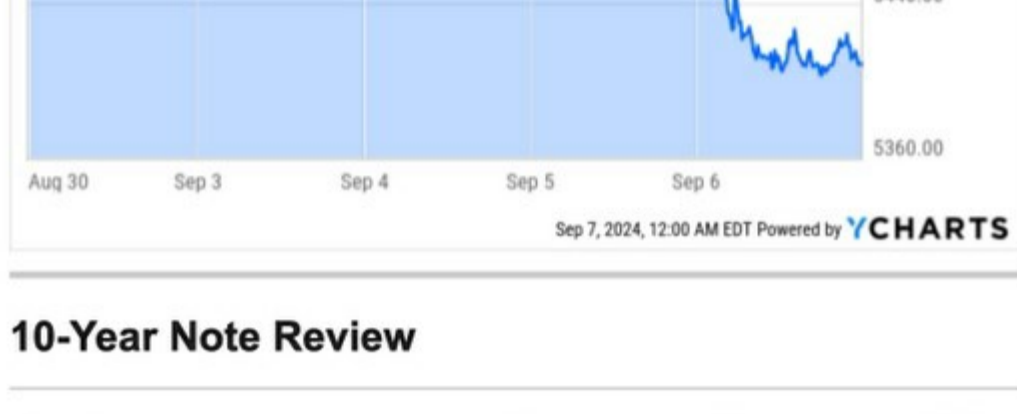 5360.00
Aug 30 Sep 3 Sep 4 Sep 5 Sep 6
Sep 7, 2024, 12:00 AM EDT Powered by YCHARTS
10-Year Note Review